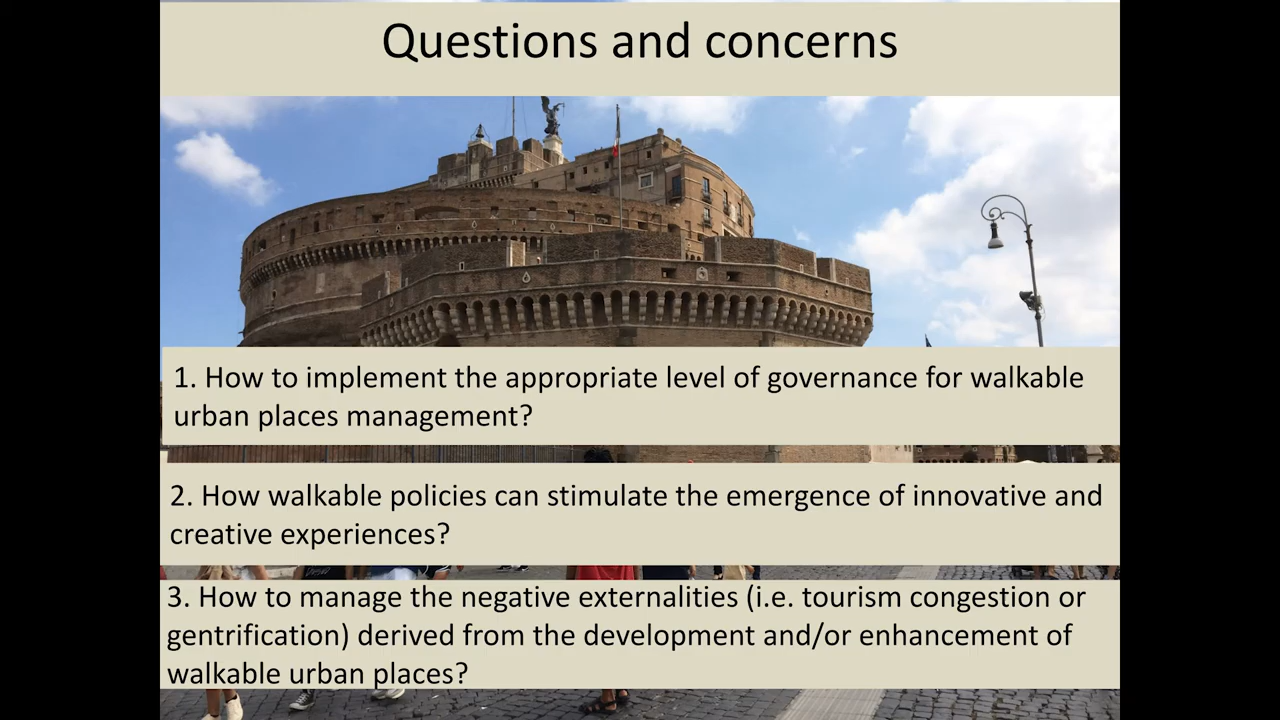 Questions and concerns
1. How to implement the appropriate level of governance for walkable
urban places management?
2. How walkable policies can stimulate the emergence of innovative and
creative experiences?
3. How to manage the negative externalities (i.e. tourism congestion or
gentrification) derived from the development and/or enhancement of
walkable urban places?